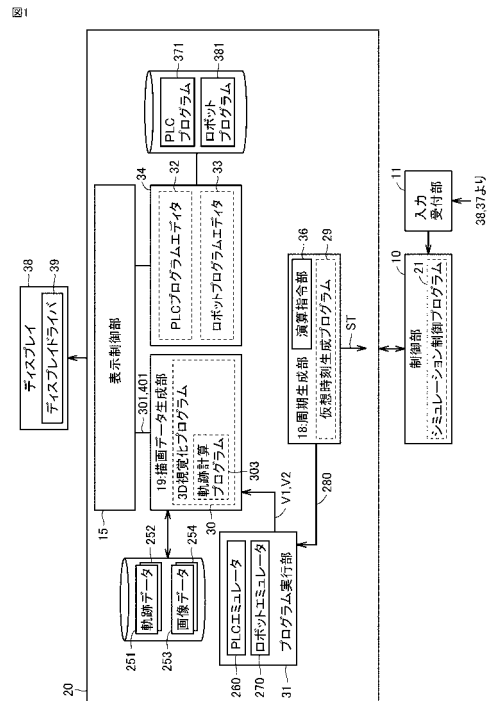 図1
38
ディスプレイ
39
ディスプレイドライバ
20
15
表示制御部
301,401
34
32
PLCプログラムエディタ
33
ロボットプログラムエディタ
371
PLC
プログラム
381
ロボット
プログラム
19:描画データ生成部
3D視覚化プログラム
軌跡計算
プログラム
303
30
251
軌跡データ
252
253
画像データ
254
V1,V2
260
PLCエミュレータ
270
ロボットエミュレータ
プログラム実行部
31
280
18:周期生成部
36
演算指令部
29
仮想時刻生成プログラム
ST
11
入力
受付部
38,37より
10
制御部
21
シミュレーション制御プログラム